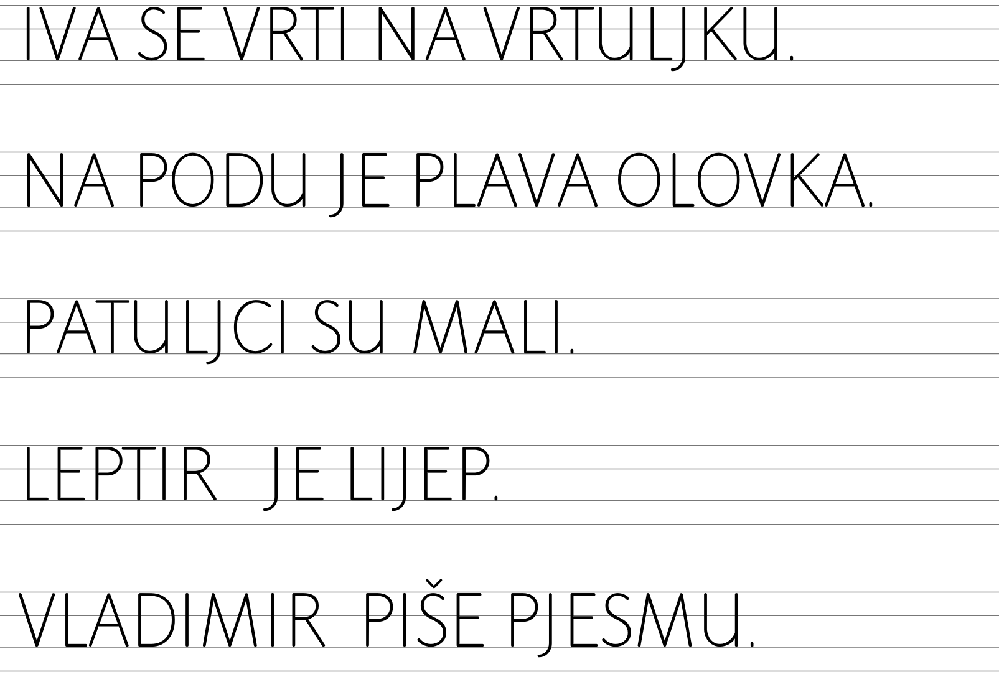 IVA SE VRTI NA VRTULJKU.
NA PODU JE PLAVA OLOVKA.
PATULJCI SU MALI.
LEPTIR JE LIJEP.
VLADIMIR PIŠE PJESMU.